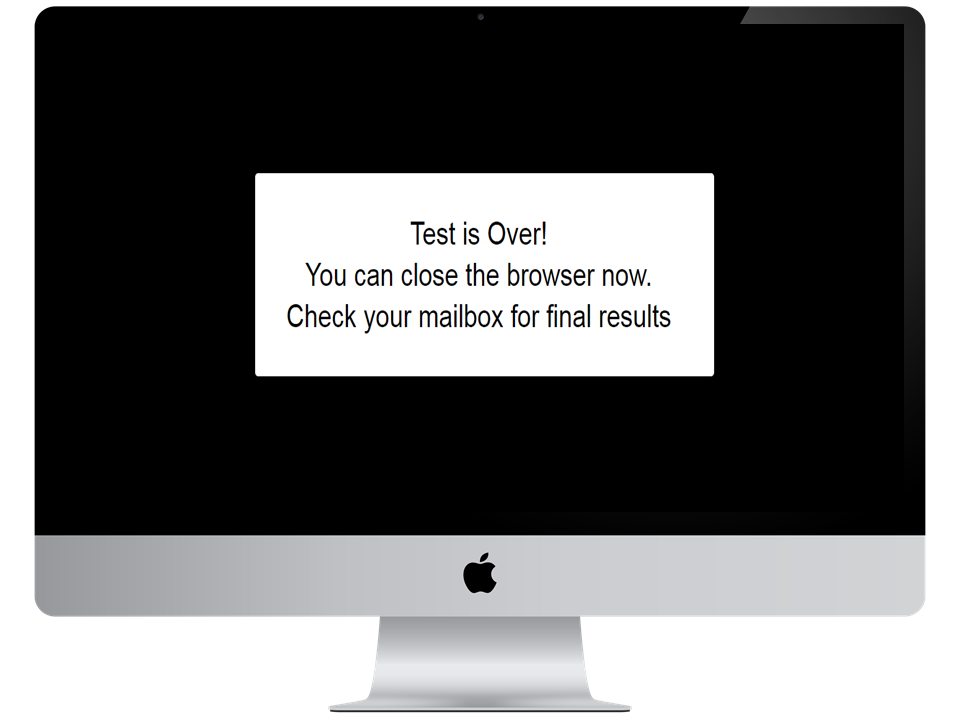 Test is Over!
You can close the browser now.
Check your mailbox for final results